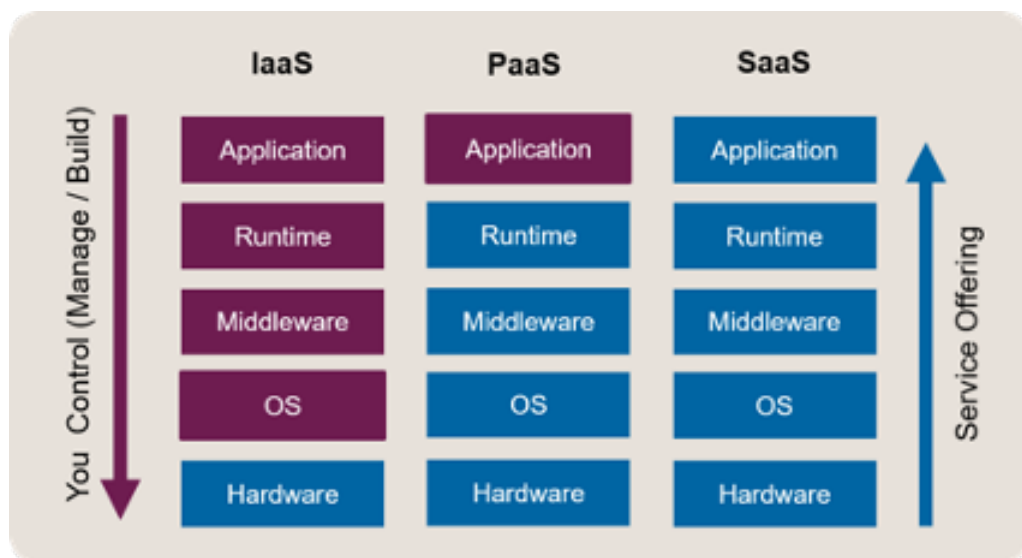 IaaS PaaS SaaS
You Control (Manage / Build)
Application Application Application
Runtime Runtime Runtime
Middleware Middleware Middleware
OS OS OS
Hardware Hardware Hardware
Service Offering